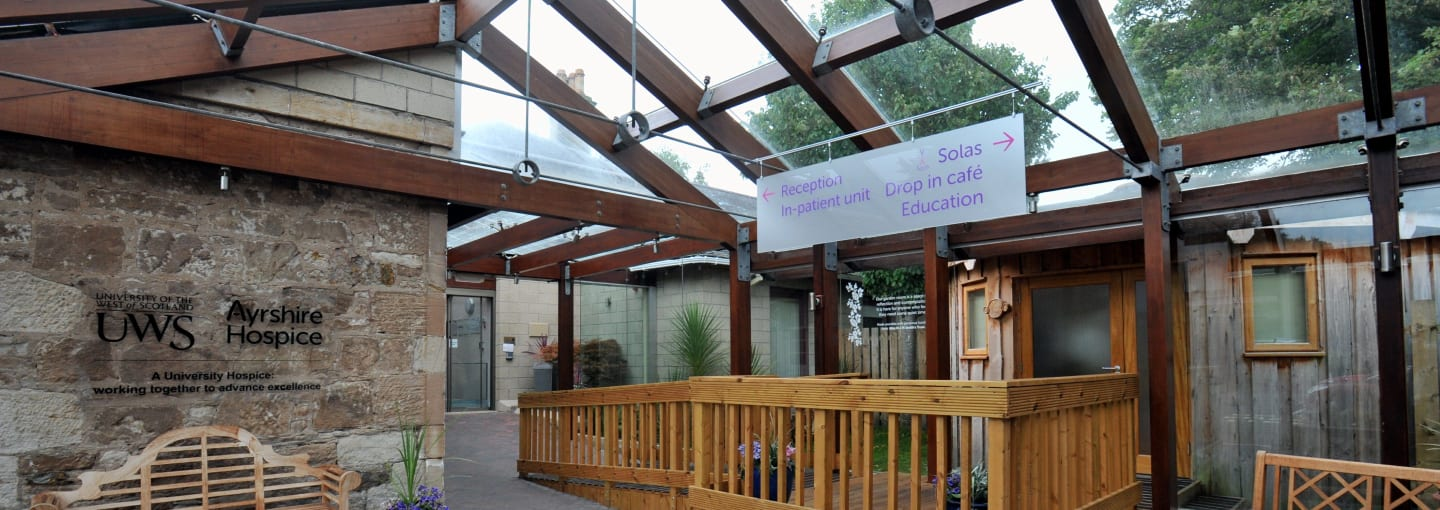 UNIVERSITY OF THE
WEST OF SCOTLAND
UWS
Ayrshire
Hospice
A University Hospice:
working together to advance excellence
← Reception
In-patient unit
Solas →
Drop in café
Education